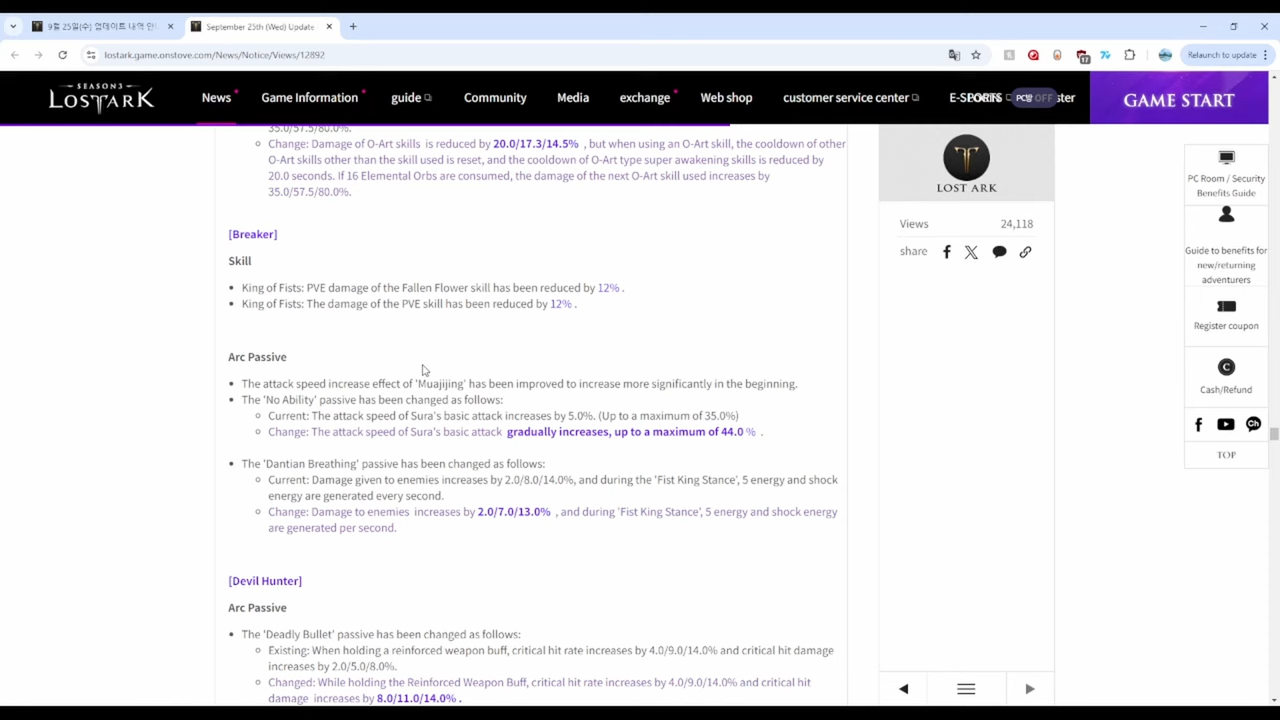 9월 25일(수) 업데이트 내역 안
September 25th (Wed) Update
lostark.game.onstove.com/News/Notice/Views/12892
17
Relaunch to update
SEASON3
LOSTARK
News
Game Information
guide
Community
Media
exchange
Web shop
customer service center
E-SPORTS
PC방 OFF
GAME START
35.0/57.5/80.0%.
Change: Damage of O-Art skills is reduced by 20.0/17.3/14.5% , but when using an O-Art skill, the cooldown of other
O-Art skills other than the skill used is reset, and the cooldown of O-Art type super awakening skills is reduced by
20.0 seconds. If 16 Elemental Orbs are consumed, the damage of the next O-Art skill used increases by
35.0/57.5/80.0%.
[Breaker]
Skill
King of Fists: PVE damage of the Fallen Flower skill has been reduced by 12% .
King of Fists: The damage of the PVE skill has been reduced by 12% .
Arc Passive
The attack speed increase effect of 'Muajijing' has been improved to increase more significantly in the beginning.
The 'No Ability' passive has been changed as follows:
Current: The attack speed of Sura's basic attack increases by 5.0%. (Up to a maximum of 35.0%)
Change: The attack speed of Sura's basic attack gradually increases, up to a maximum of 44.0 % .
The 'Dantian Breathing' passive has been changed as follows:
Current: Damage given to enemies increases by 2.0/8.0/14.0%, and during the 'Fist King Stance', 5 energy and shock
energy are generated every second.
Change: Damage to enemies increases by 2.0/7.0/13.0% , and during 'Fist King Stance', 5 energy and shock energy
are generated per second.
[Devil Hunter]
Arc Passive
The 'Deadly Bullet' passive has been changed as follows:
Existing: When holding a reinforced weapon buff, critical hit rate increases by 4.0/9.0/14.0% and critical hit damage
increases by 2.0/5.0/8.0%.
Changed: While holding the Reinforced Weapon Buff, critical hit rate increases by 4.0/9.0/14.0% and critical hit
damage increases by 8.0/11.0/14.0% .
LOST ARK
Views 24,118
share
PC Room / Security
Benefits Guide
Guide to benefits for
new/returning
adventurers
Register coupon
Cash/Refund
TOP